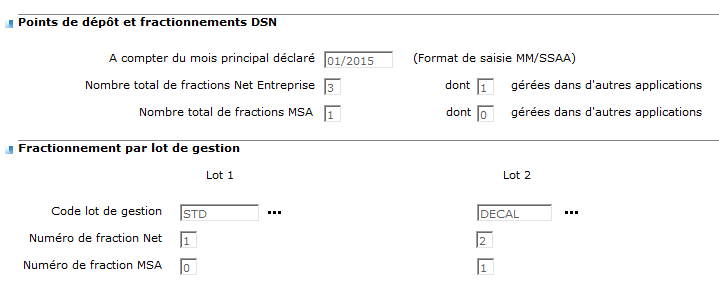 Points de dépôt et fractionnements DSN
A compter du mois principal déclaré 01/2015 (Format de saisie MM/SSAA)
Nombre total de fractions Net Entreprise 3 dont 1 gérées dans d'autres applications
Nombre total de fractions MSA 1 dont 0 gérées dans d'autres applications
Fractionnement par lot de gestion
Lot 1 Lot 2
Code lot de gestion STD ... DECAL ...
Numéro de fraction Net 1 2
Numéro de fraction MSA 0 1